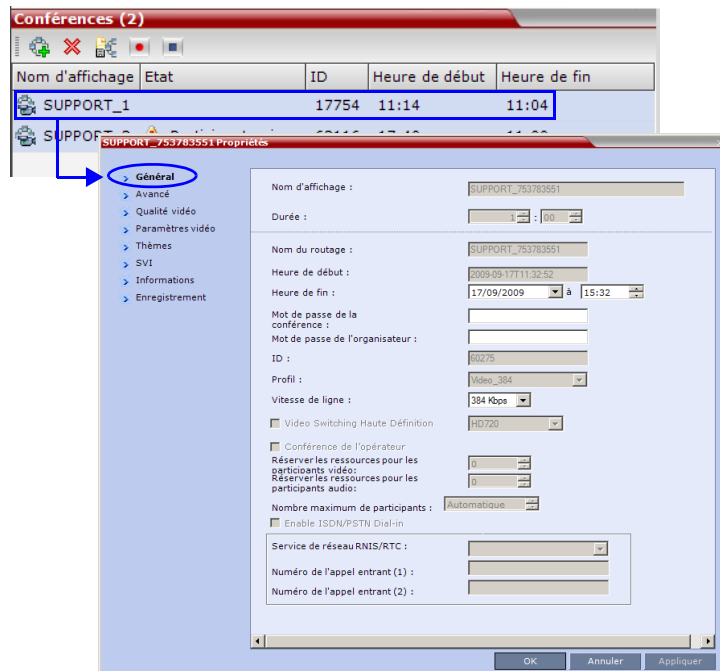 Conférences (2)
Nom d'affichage Etat ID Heure de début Heure de fin
SUPPORT_1 17754 11:14 11:04
SUPPORT_753783551 Propriétés
Général
Avancé
Qualité vidéo
Paramètres vidéo
Thèmes
SVI
Informations
Enregistrement
Nom d'affichage : SUPPORT_753783551
Durée : 1 : 00
Nom du routage : SUPPORT_753783551
Heure de début : 2009-09-17T11:32:52
Heure de fin : 17/09/2009 à 15:32
Mot de passe de la
conférence :
Mot de passe de l'organisateur :
ID : 60275
Profil : Video_384
Vitesse de ligne : 384 Kbps
Video Switching Haute Définition HD720
Conférence de l'opérateur
Réserver les ressources pour les
participants vidéo: 0
Réserver les ressources pour les
participants audio: 0
Nombre maximum de participants : Automatique
Enable ISDN/PSTN Dial-in
Service de réseau RNIS/RTC :
Numéro de l'appel entrant (1) :
Numéro de l'appel entrant (2) :
OK Annuler Appliquer